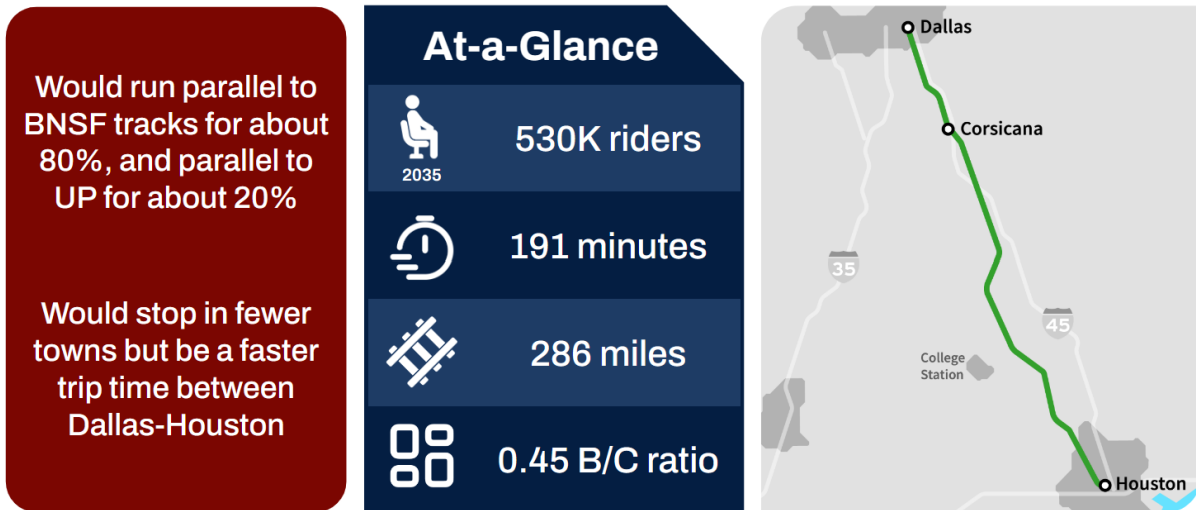 Would run parallel to
BNSF tracks for about
80%, and parallel to
UP for about 20%
Would stop in fewer
towns but be a faster
trip time between
Dallas-Houston
At-a-Glance
530K riders
2035
191 minutes
286 miles
0.45 B/C ratio
Dallas
Corsicana
35
45
College
Station
Houston